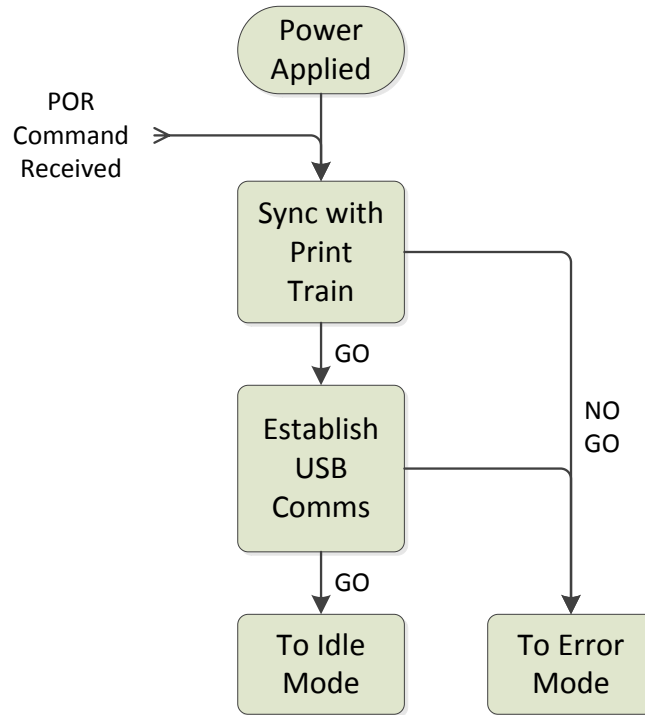 Power
Applied
POR
Command
Received
Sync with
Print
Train
GO
Establish
USB
Comms
NO
GO
GO
To Idle
Mode
To Error
Mode